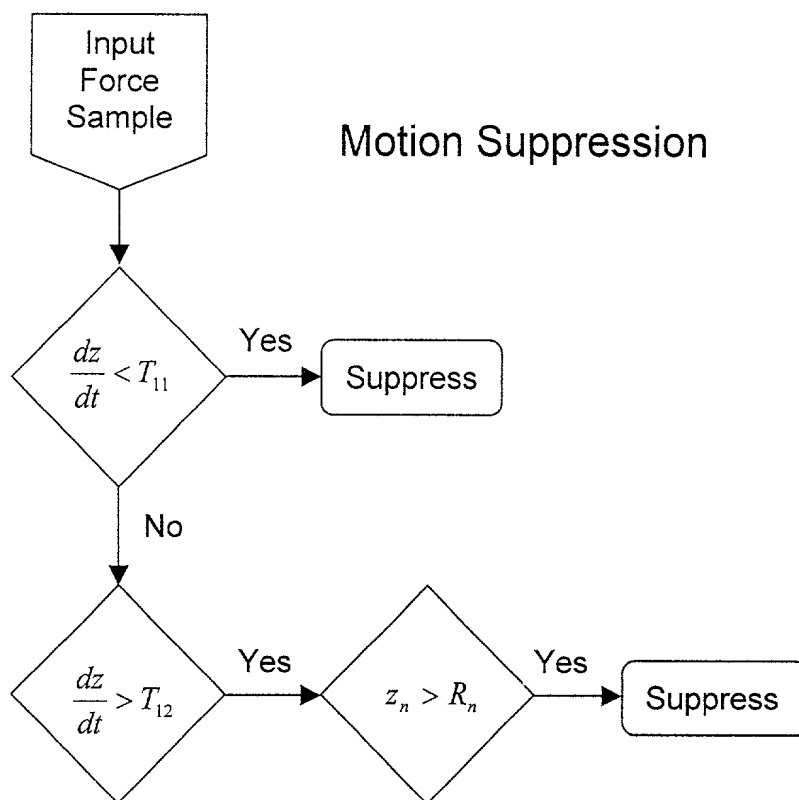 Input
Force
Sample
Motion Suppression
dz/dt < T₁₁
Yes
Suppress
No
dz/dt > T₁₂
Yes
zₙ > Rₙ
Yes
Suppress